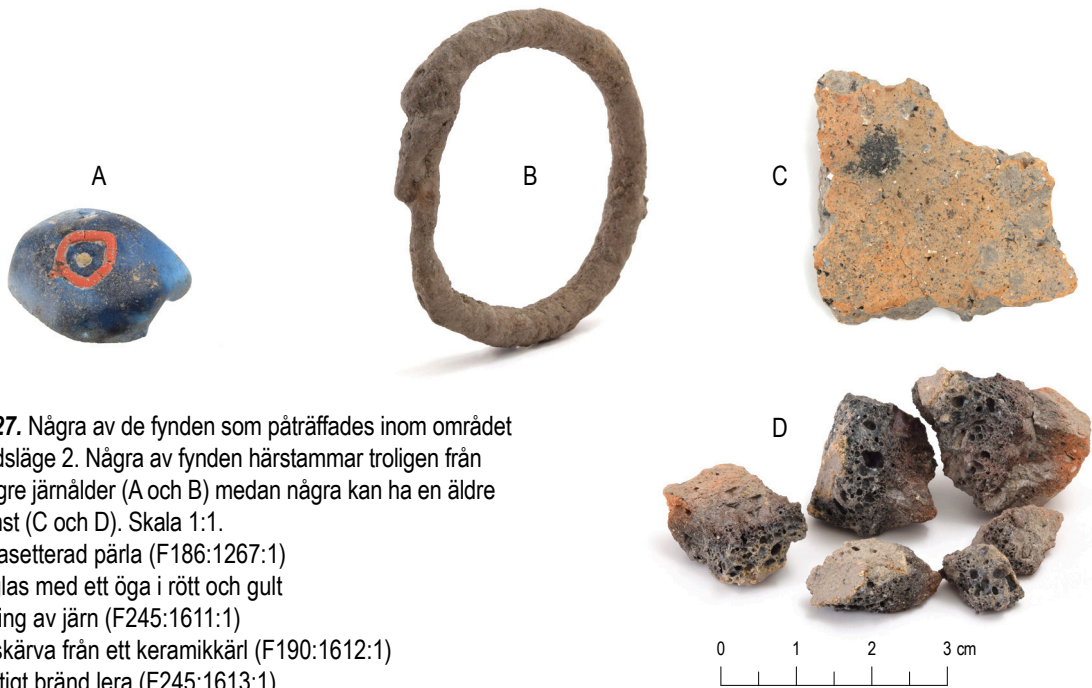 A
B
C
D
27. Några av de fynden som påträffades inom området
dsläge 2. Några av fynden härstammar troligen från
gre järnålder (A och B) medan några kan ha en äldre
st (C och D). Skala 1:1.
asetterad pärla (F186:1267:1)
glas med ett öga i rött och gult
ing av järn (F245:1611:1)
skärva från ett keramikkärl (F190:1612:1)
tigt bränd lera (F245:1613:1)
0 1 2 3 cm